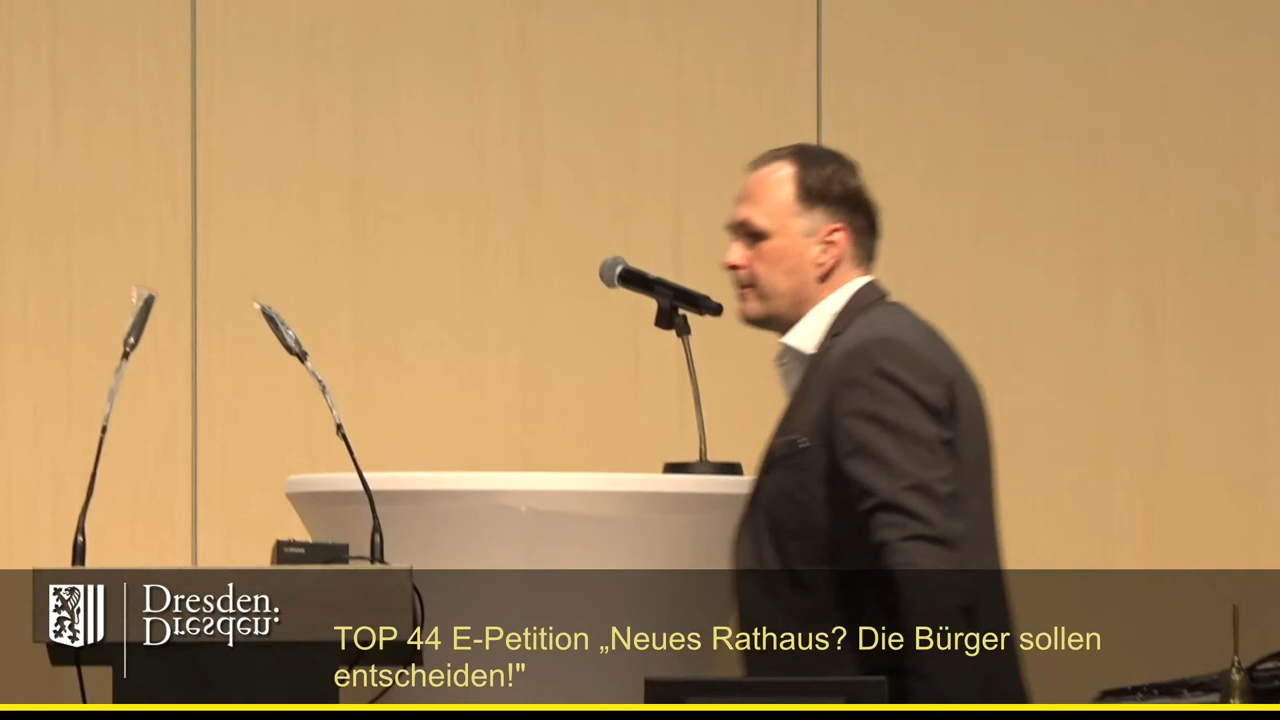 Dresden.
Dresden.
TOP 44 E-Petition „Neues Rathaus? Die Bürger sollen
entscheiden!"